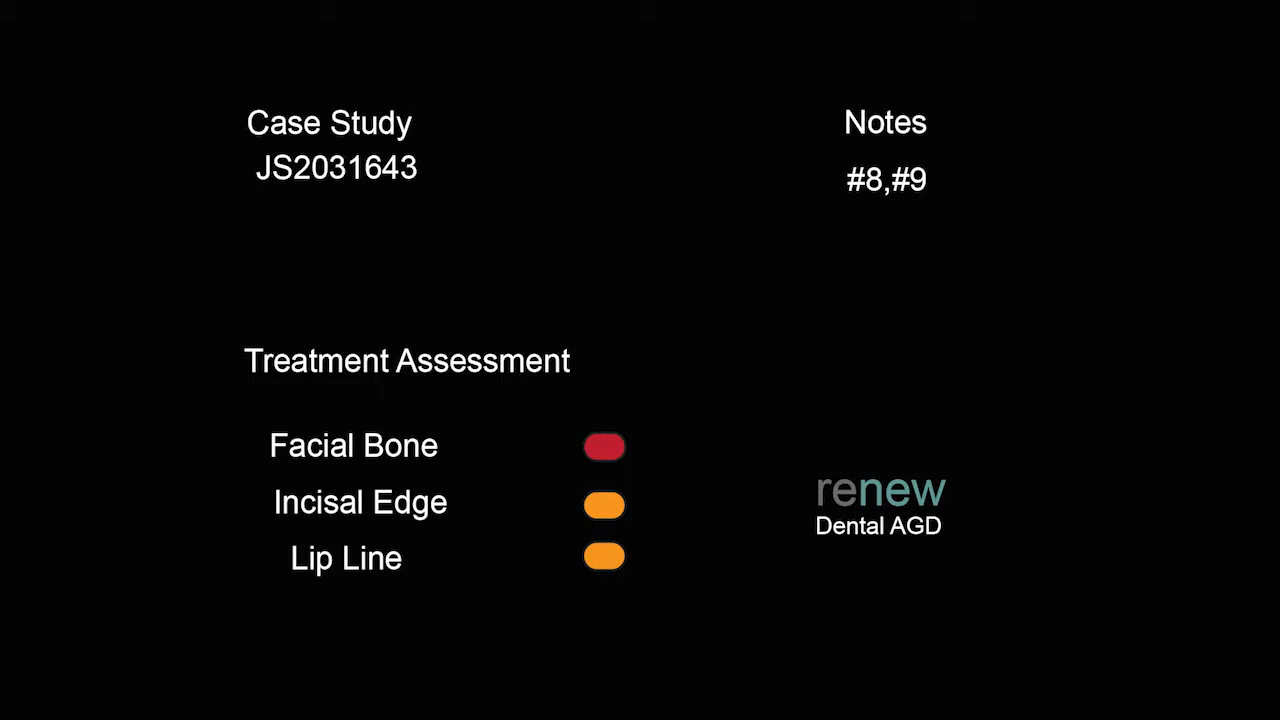 Case Study
JS2031643
Notes
#8,#9
Treatment Assessment
Facial Bone
Incisal Edge
Lip Line
renew
Dental AGD